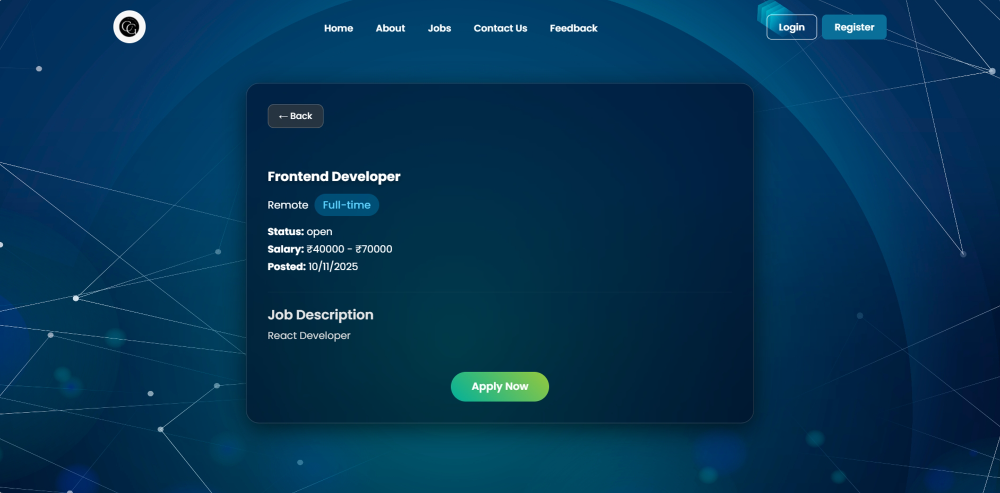 CG
Home About Jobs Contact Us Feedback
Login Register
← Back
Frontend Developer
Remote Full-time
Status: open
Salary: ₹40000 - ₹70000
Posted: 10/11/2025
Job Description
React Developer
Apply Now